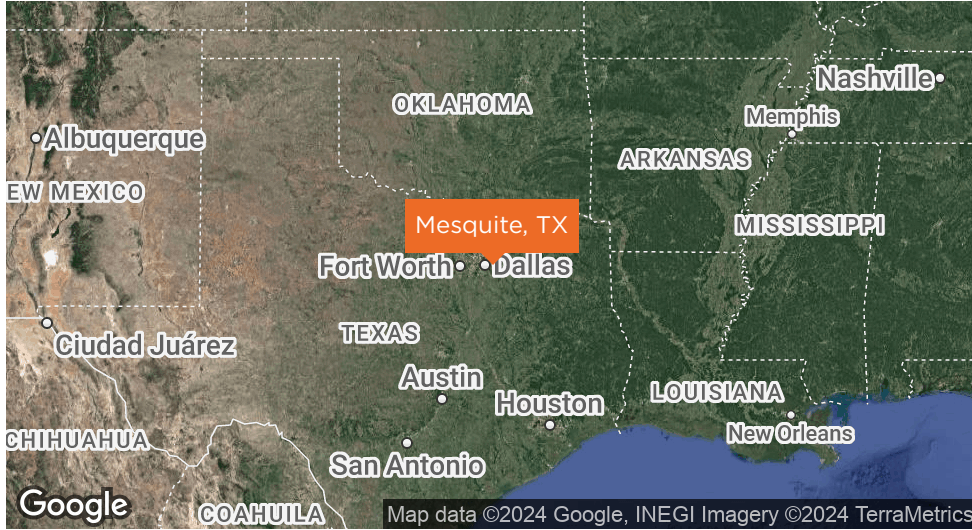 Nashville
OKLAHOMA
Memphis
Albuquerque
ARKANSAS
EW MEXICO
Mesquite, TX
MISSISSIPPI
Fort Worth
Dallas
TEXAS
Ciudad Juárez
Austin
LOUISIANA
Houston
New Orleans
CHIHUAHUA
San Antonio
Google
COAHUILA
Map data ©2024 Google, INEGI Imagery ©2024 TerraMetrics